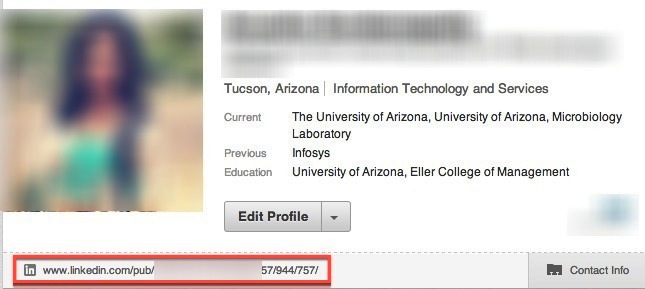 Tucson, Arizona | Information Technology and Services
Current The University of Arizona, University of Arizona, Microbiology
Laboratory
Previous Infosys
Education University of Arizona, Eller College of Management
Edit Profile
in www.linkedin.com/pub/ 57/944/757/
Contact Info